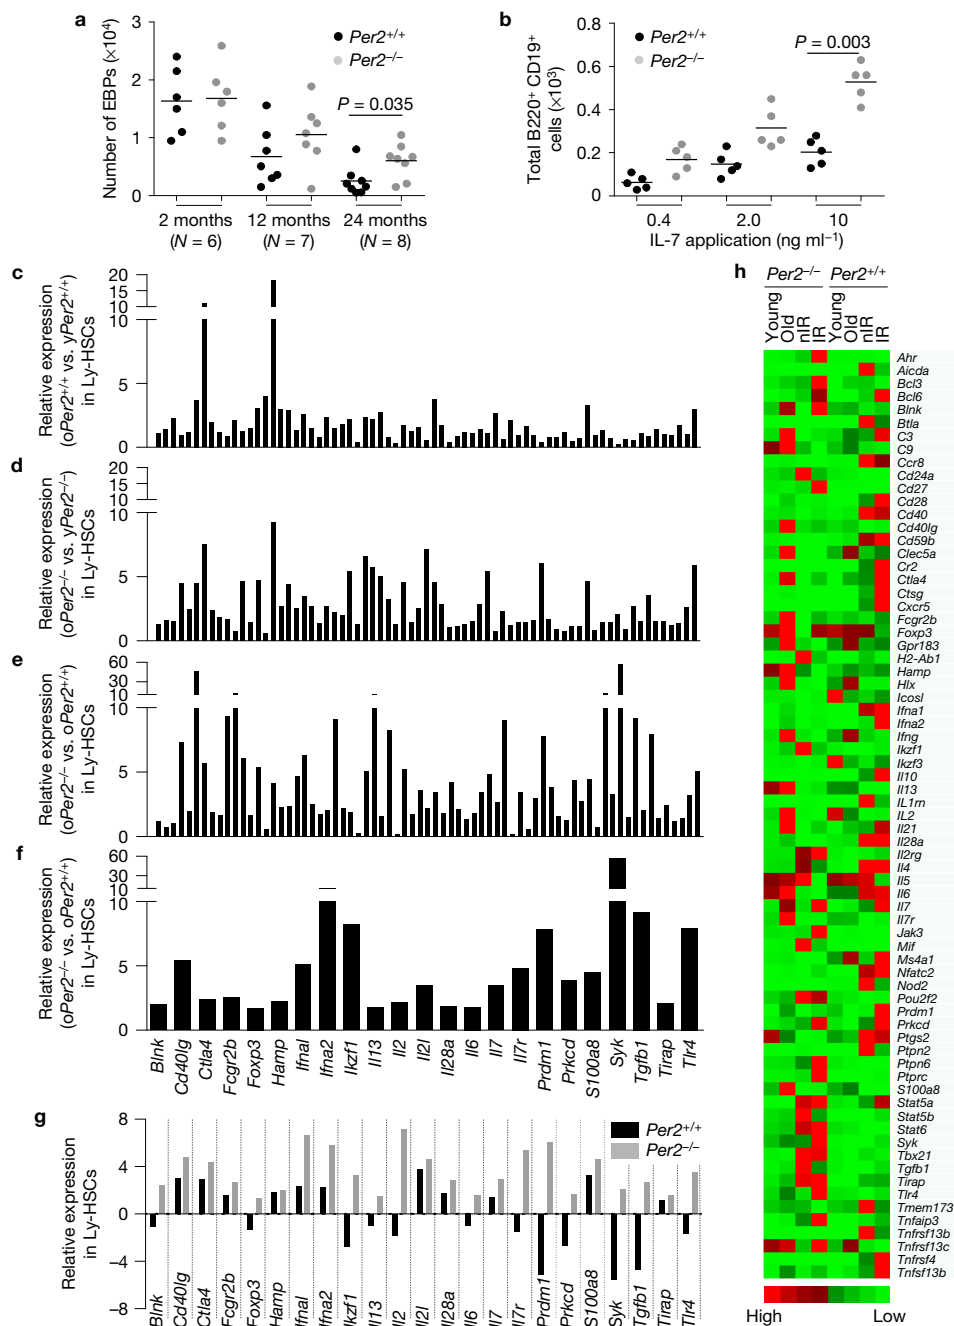 a
Number of EBPs (×10⁴)
3
2
1
0
Per2+/+
Per2−/−
P = 0.035
2 months
12 months
24 months
(N = 6)
(N = 7)
(N = 8)
b
Total B220+ CD19+
cells (×10³)
0.8
0.6
0.4
0.2
0
Per2+/+
Per2−/−
P = 0.003
0.4
2.0
10
IL-7 application (ng ml⁻¹)
c
Relative expression
(oPer2+/+ vs. yPer2+/+)
in Ly-HSCs
20
15
10
10
5
0
d
Relative expression
(oPer2−/− vs. yPer2−/−)
in Ly-HSCs
20
15
10
10
5
0
e
Relative expression
(oPer2−/− vs. oPer2+/+)
in Ly-HSCs
60
30
10
10
5
0
f
Relative expression
(oPer2−/− vs. oPer2+/+)
in Ly-HSCs
60
30
10
10
5
0
Blnk
Cd40lg
Ctla4
Fcgr2b
Foxp3
Hamp
Ifnal
Ifna2
Ikzf1
Il13
Il2
Il2l
Il28a
Il6
Il7
Il7r
Prdm1
Prkcd
S100a8
Syk
Tgfb1
Tirap
Tlr4
g
Relative expression
in Ly-HSCs
8
4
0
−4
−8
Per2+/+
Per2−/−
Blnk
Cd40lg
Ctla4
Fcgr2b
Foxp3
Hamp
Ifnal
Ifna2
Ikzf1
Il13
Il2
Il2l
Il28a
Il6
Il7
Il7r
Prdm1
Prkcd
S100a8
Syk
Tgfb1
Tirap
Tlr4
h
Per2−/−
Per2+/+
Young
Old
nIR
IR
Young
Old
nIR
IR
Ahr
Aicda
Bcl3
Bcl6
Blnk
Btla
C3
C9
Ccr8
Cd24a
Cd27
Cd28
Cd40
Cd40lg
Cd59b
Clec5a
Cr2
Ctla4
Ctsg
Cxcr5
Fcgr2b
Foxp3
Gpr183
H2-Ab1
Hamp
Hlx
Icosl
Ifna1
Ifna2
Ifng
Ikzf1
Ikzf3
Il10
Il13
IL1rn
IL2
Il21
Il28a
Il2rg
Il4
Il5
Il6
Il7
Il7r
Jak3
Mif
Ms4a1
Nfatc2
Nod2
Pou2f2
Prdm1
Prkcd
Ptgs2
Ptpn2
Ptpn6
Ptprc
S100a8
Stat5a
Stat5b
Stat6
Syk
Tbx21
Tgfb1
Tirap
Tlr4
Tmem173
Tnfaip3
Tnfrsf13b
Tnfrsf13c
Tnfrsf4
Tnfsf13b
High
Low